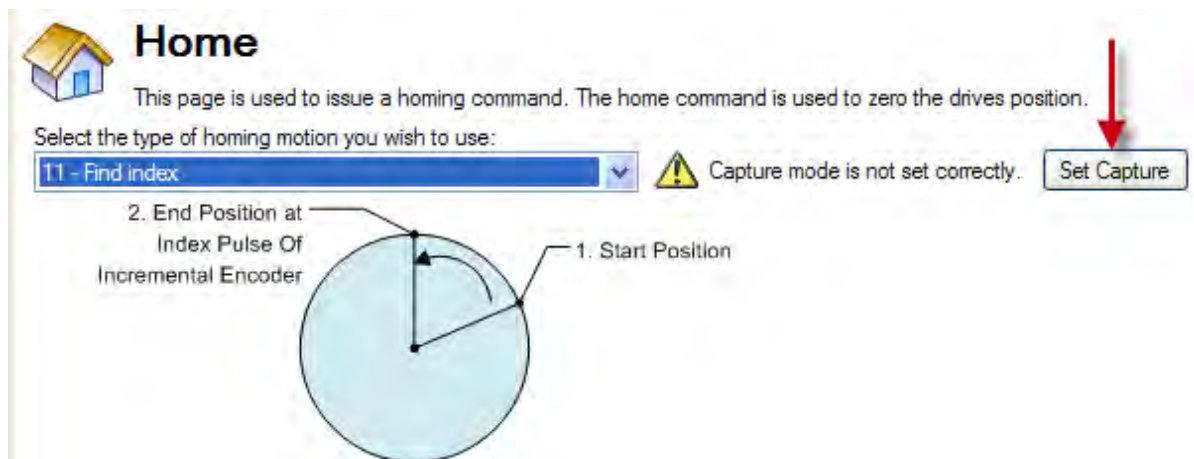 Home
This page is used to issue a homing command. The home command is used to zero the drives position.
Select the type of homing motion you wish to use:
11 - Find index
Capture mode is not set correctly.
Set Capture
2. End Position at
Index Pulse Of
Incremental Encoder
1. Start Position